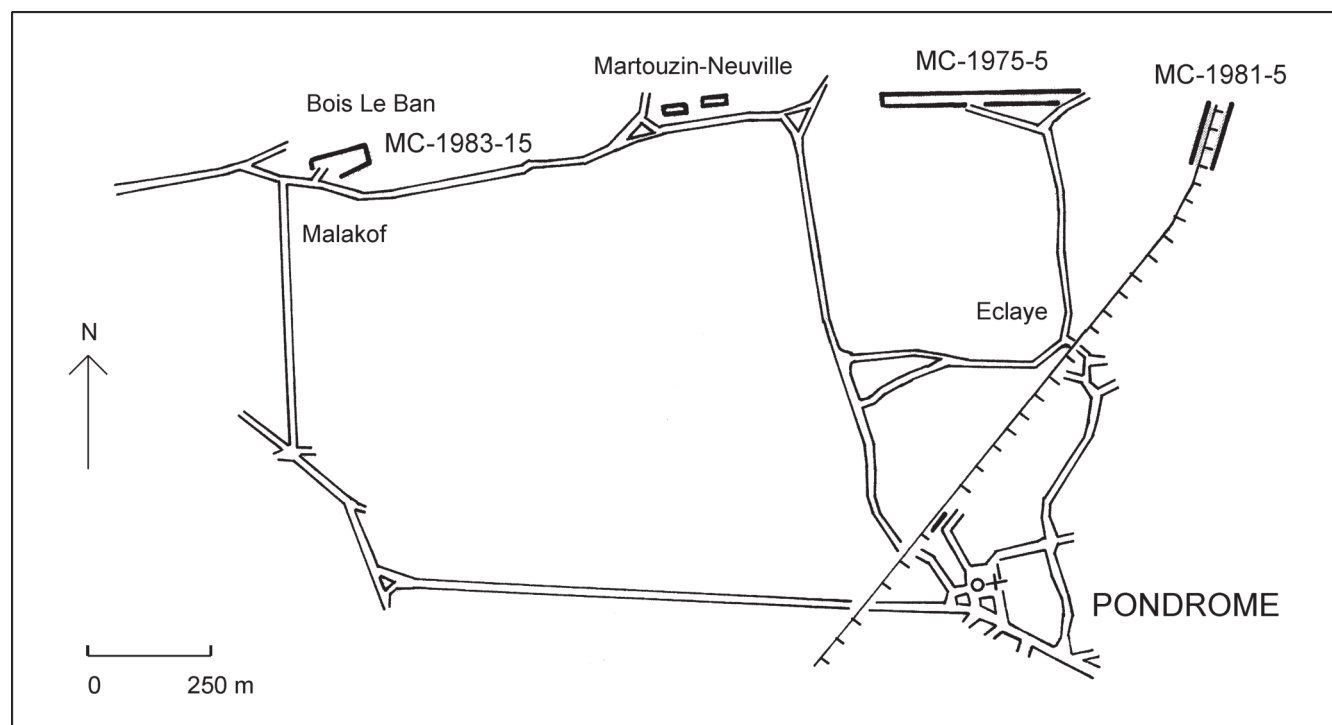 MC-1975-5
Martouzin-Neuville
MC-1981-5
Bois Le Ban
MC-1983-15
Malakof
Eclaye
N
PONDROME
0 250 m